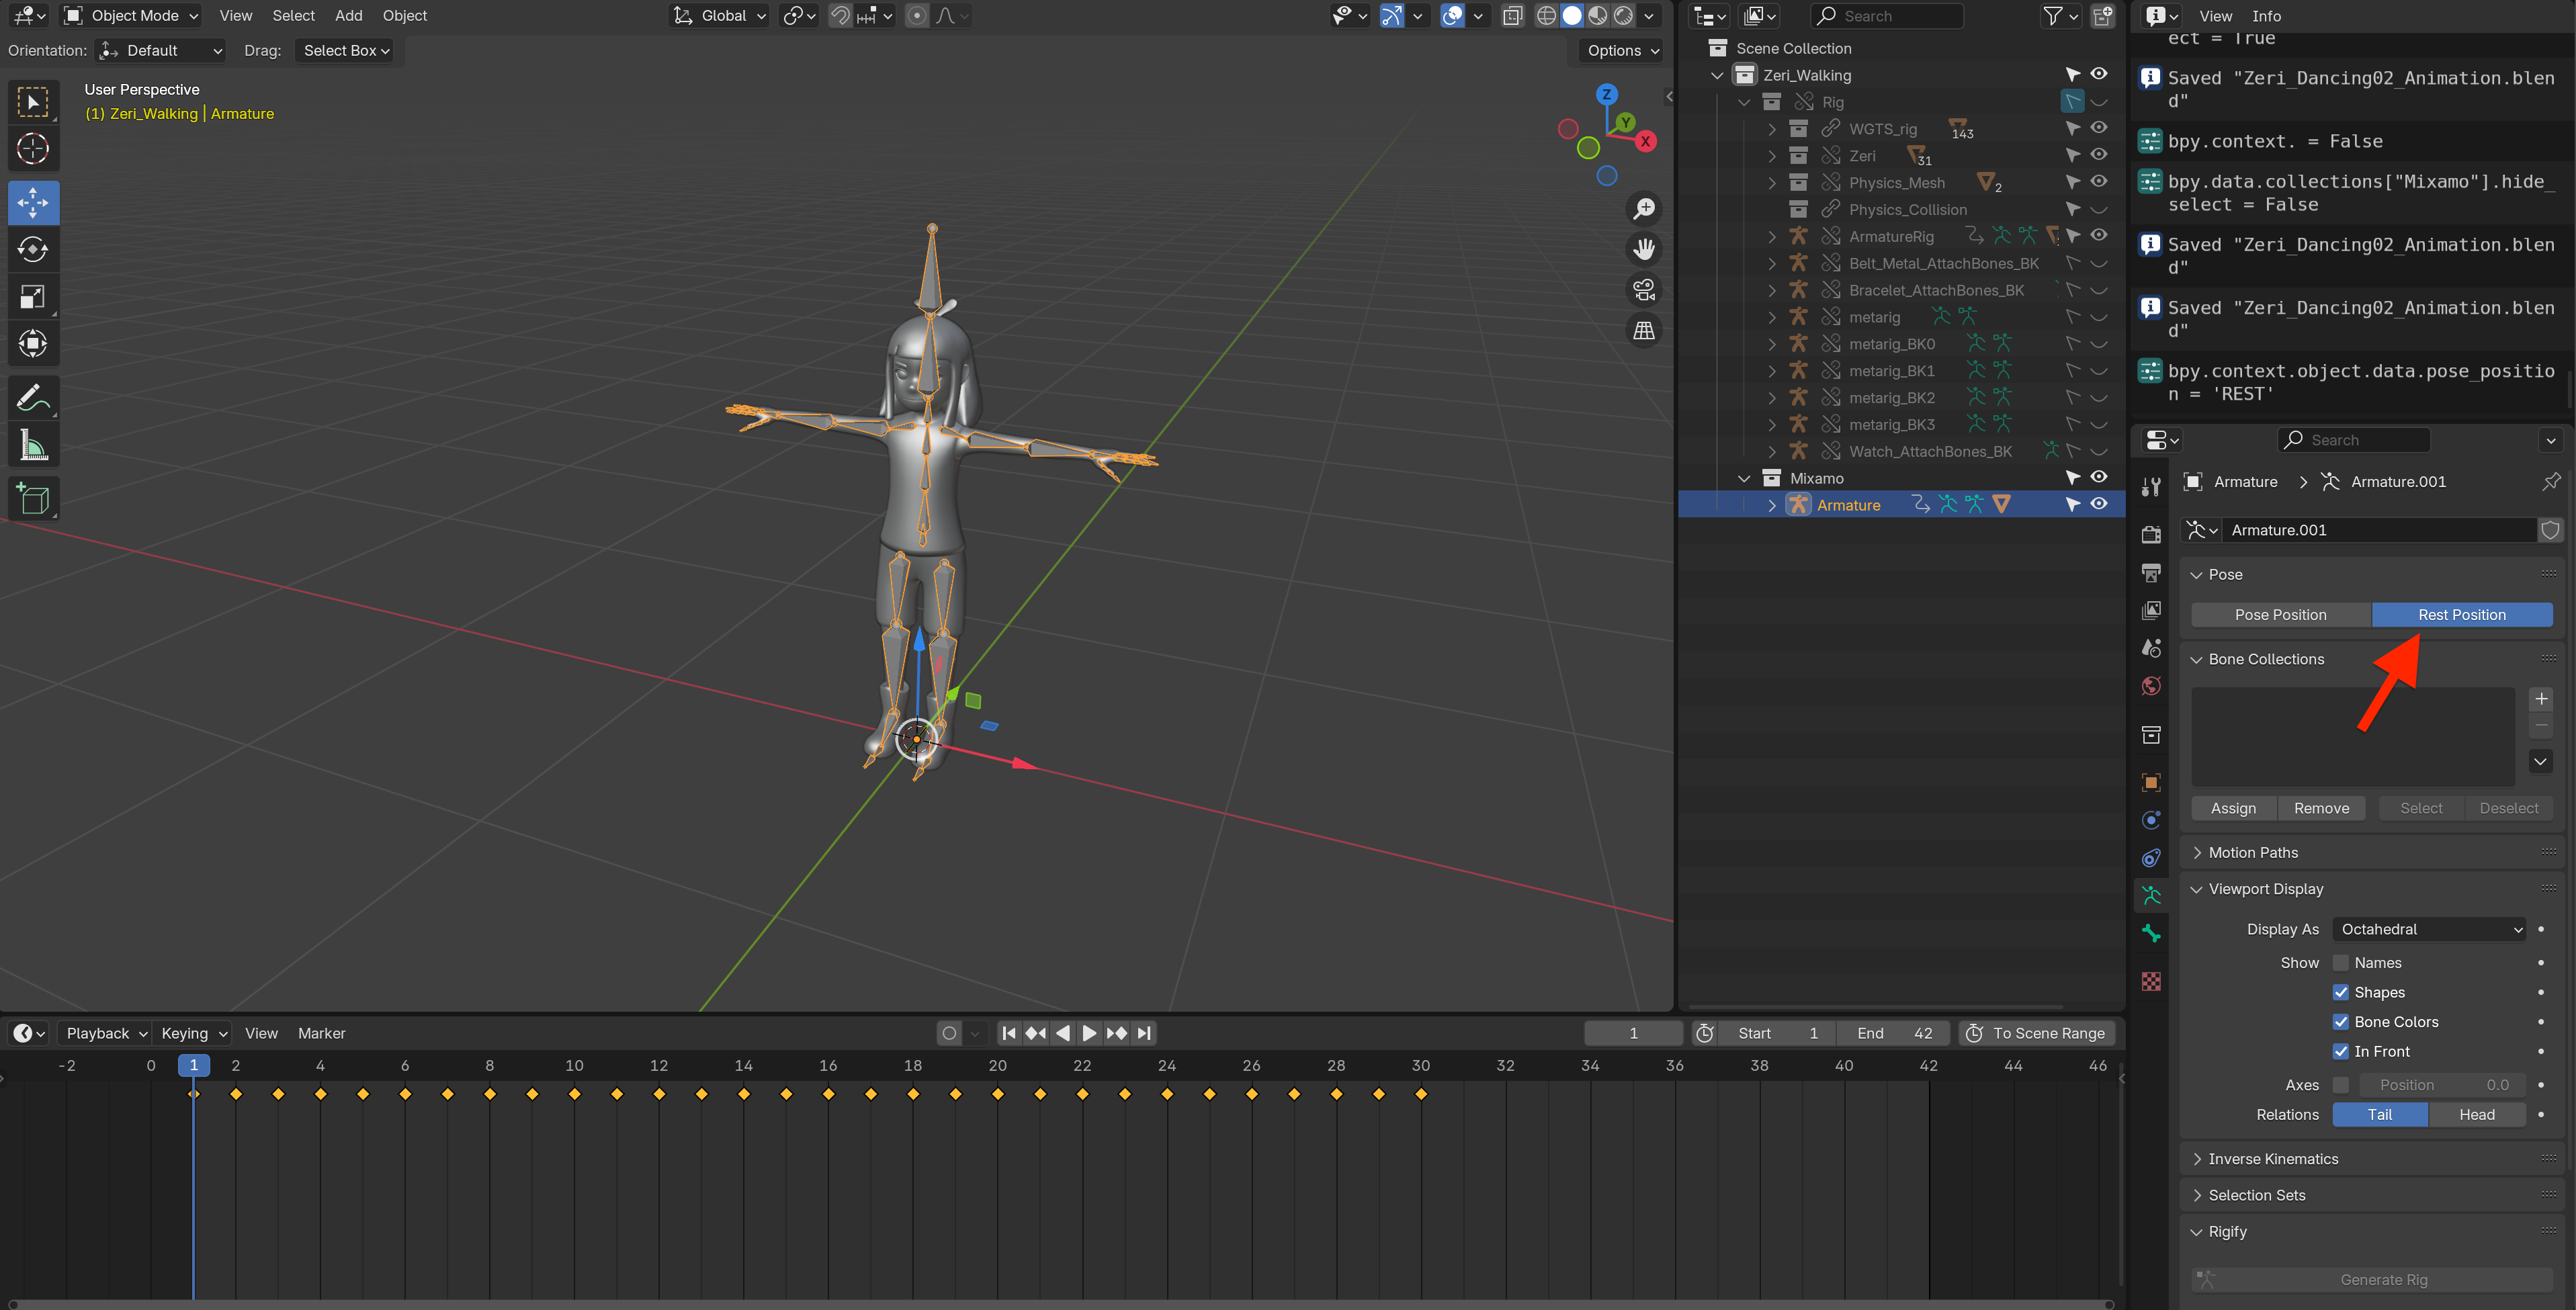 Object Mode View Select Add Object Global Search View Info
Orientation: Default Drag: Select Box Options
User Perspective
(1) Zeri_Walking | Armature
Z
Y
X
Scene Collection
Zeri_Walking
Rig
WGTS_rig 143
Zeri 31
Physics_Mesh 2
Physics_Collision
ArmatureRig
Belt_Metal_AttachBones_BK
Bracelet_AttachBones_BK
metarig
metarig_BK0
metarig_BK1
metarig_BK2
metarig_BK3
Watch_AttachBones_BK
Mixamo
Armature
ect = True
Saved "Zeri_Dancing02_Animation.blen
d"
bpy.context. = False
bpy.data.collections["Mixamo"].hide_
select = False
Saved "Zeri_Dancing02_Animation.blen
d"
Saved "Zeri_Dancing02_Animation.blen
d"
bpy.context.object.data.pose_positio
n = 'REST'
Search
Armature > Armature.001
Armature.001
Pose
Pose Position Rest Position
Bone Collections
Assign Remove Select Deselect
Motion Paths
Viewport Display
Display As Octahedral
Show Names
Shapes
Bone Colors
In Front
Axes Position 0.0
Relations Tail Head
Inverse Kinematics
Selection Sets
Rigify
Generate Rig
Playback Keying View Marker 1 Start 1 End 42 To Scene Range
-2 0 1 2 4 6 8 10 12 14 16 18 20 22 24 26 28 30 32 34 36 38 40 42 44 46